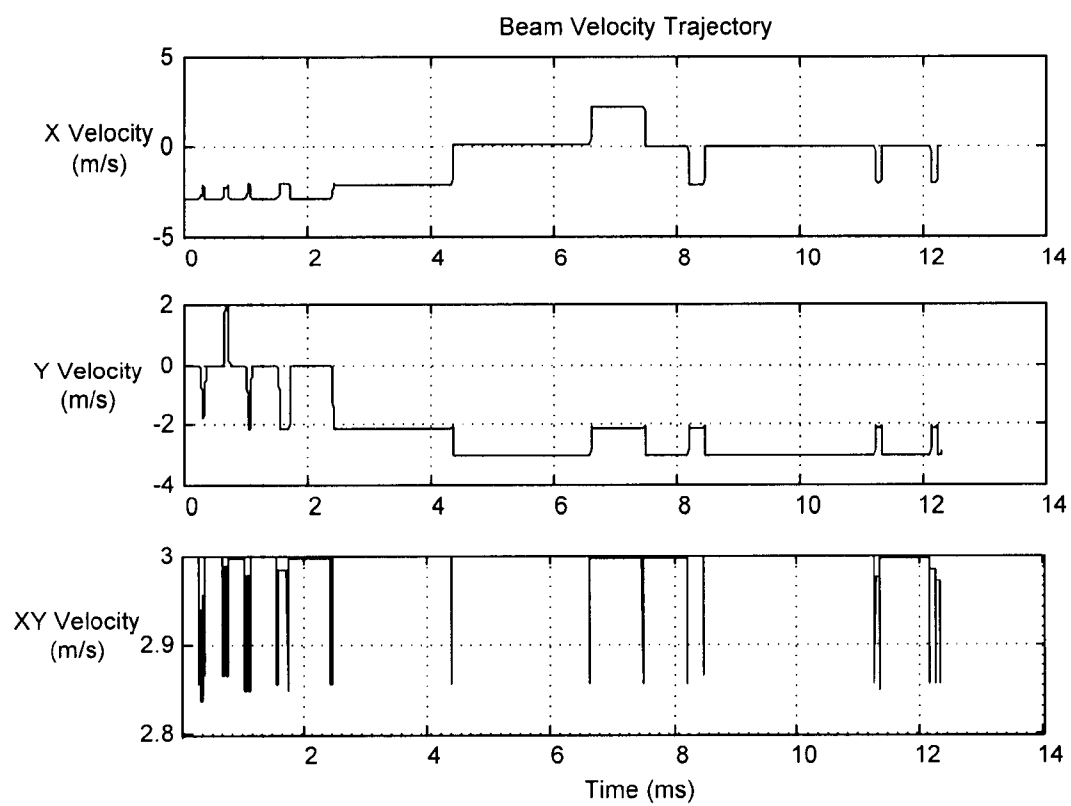 Beam Velocity Trajectory
5
X Velocity
(m/s)
0
-5
0 2 4 6 8 10 12 14
2
Y Velocity
(m/s)
0
-2
-4
0 2 4 6 8 10 12 14
3
XY Velocity
(m/s)
2.9
2.8
2 4 6 8 10 12 14
Time (ms)